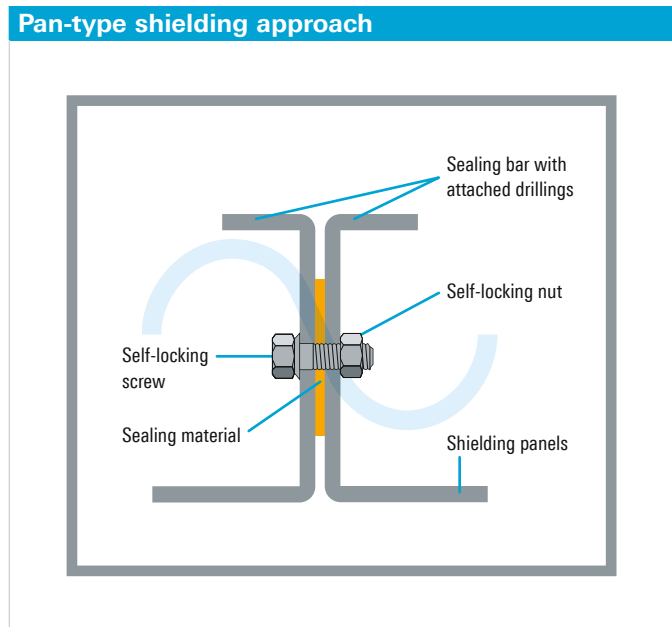 Pan-type shielding approach
Sealing bar with
attached drillings
Self-locking nut
Self-locking
screw
Sealing material
Shielding panels